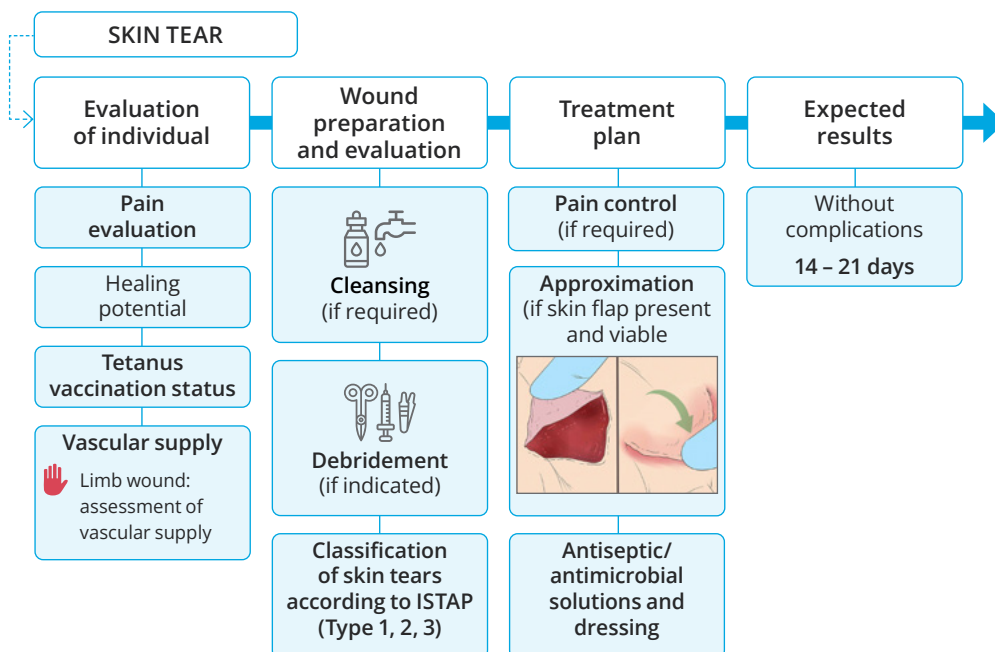 SKIN TEAR
Evaluation
of individual
Pain
evaluation
Healing
potential
Tetanus
vaccination status
Vascular supply
Limb wound:
assessment of
vascular supply
Wound
preparation
and evaluation
Cleansing
(if required)
Debridement
(if indicated)
Classification
of skin tears
according to ISTAP
(Type 1, 2, 3)
Treatment
plan
Pain control
(if required)
Approximation
(if skin flap present
and viable
Antiseptic/
antimicrobial
solutions and
dressing
Expected
results
Without
complications
14 – 21 days